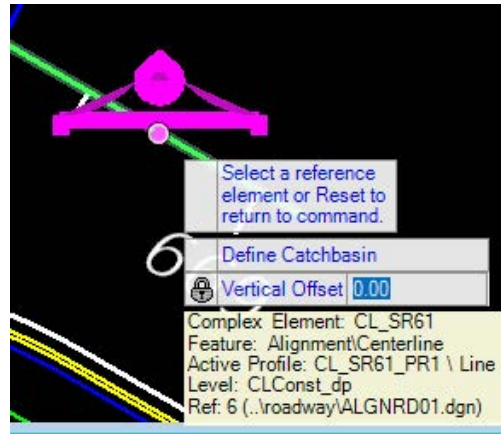 Select a reference
element or Reset to
return to command.
6
Define Catchbasin
Vertical Offset 0.00
Complex Element: CL_SR61
Feature: Alignment\Centerline
Active Profile: CL_SR61_PR1 \ Line
Level: CLConst_dp
Ref: 6 (..\roadway\ALGNRD01.dgn)